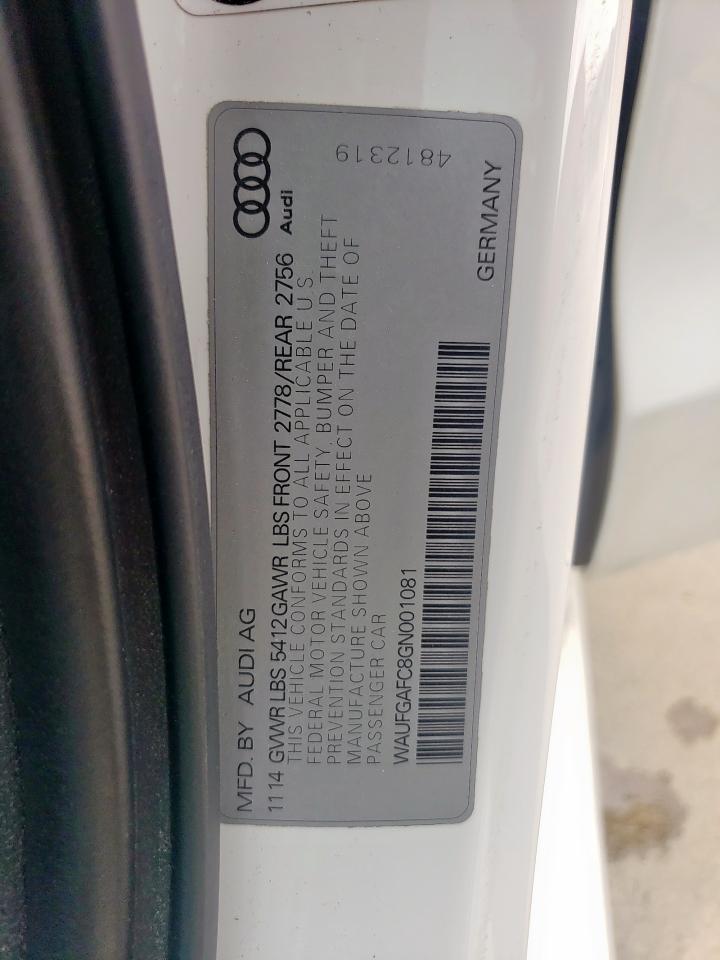 MFD. BY AUDI AG
Audi
1114 GVWR LBS 5412GAWR LBS FRONT 2778/REAR 2756
THIS VEHICLE CONFORMS TO ALL APPLICABLE U S.
FEDERAL MOTOR VEHICLE SAFETY, BUMPER AND THEFT
PREVENTION STANDARDS IN EFFECT ON THE DATE OF
MANUFACTURE SHOWN ABOVE
PASSENGER CAR
4812319
WAUFGAFC8GN001081
GERMANY